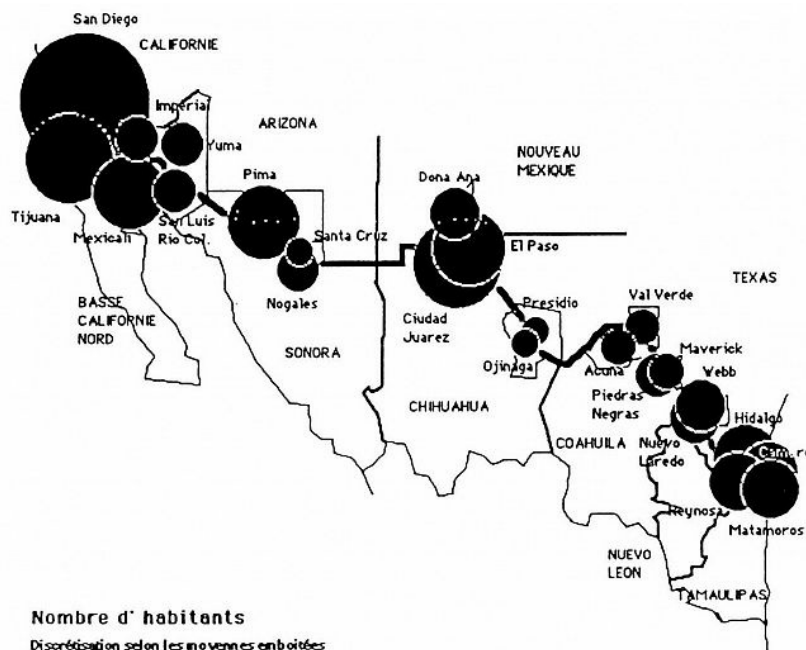 San Diego
CALIFORNIE
Imperial
Yuma
ARIZONA
Pima
Dona Ana
NOUVEAU
MEXIQUE
Tijuana
Mexicali
San Luis
Rio Col.
Santa Cruz
Nogales
El Paso
Ciudad
Juarez
Presidio
Ojinaga
Val Verde
TEXAS
BASSE
CALIFORNIE
NORD
SONORA
CHIHUAHUA
Acuna
Maverick
Piedras
Negras
Webb
Hidalgo
COAHUILA
Nuevo
Laredo
Reynosa
Matamoros
NUEVO
LEON
TAMAULIPAS
Nombre d' habitants
Discrétisation selon les moyennes emboitées